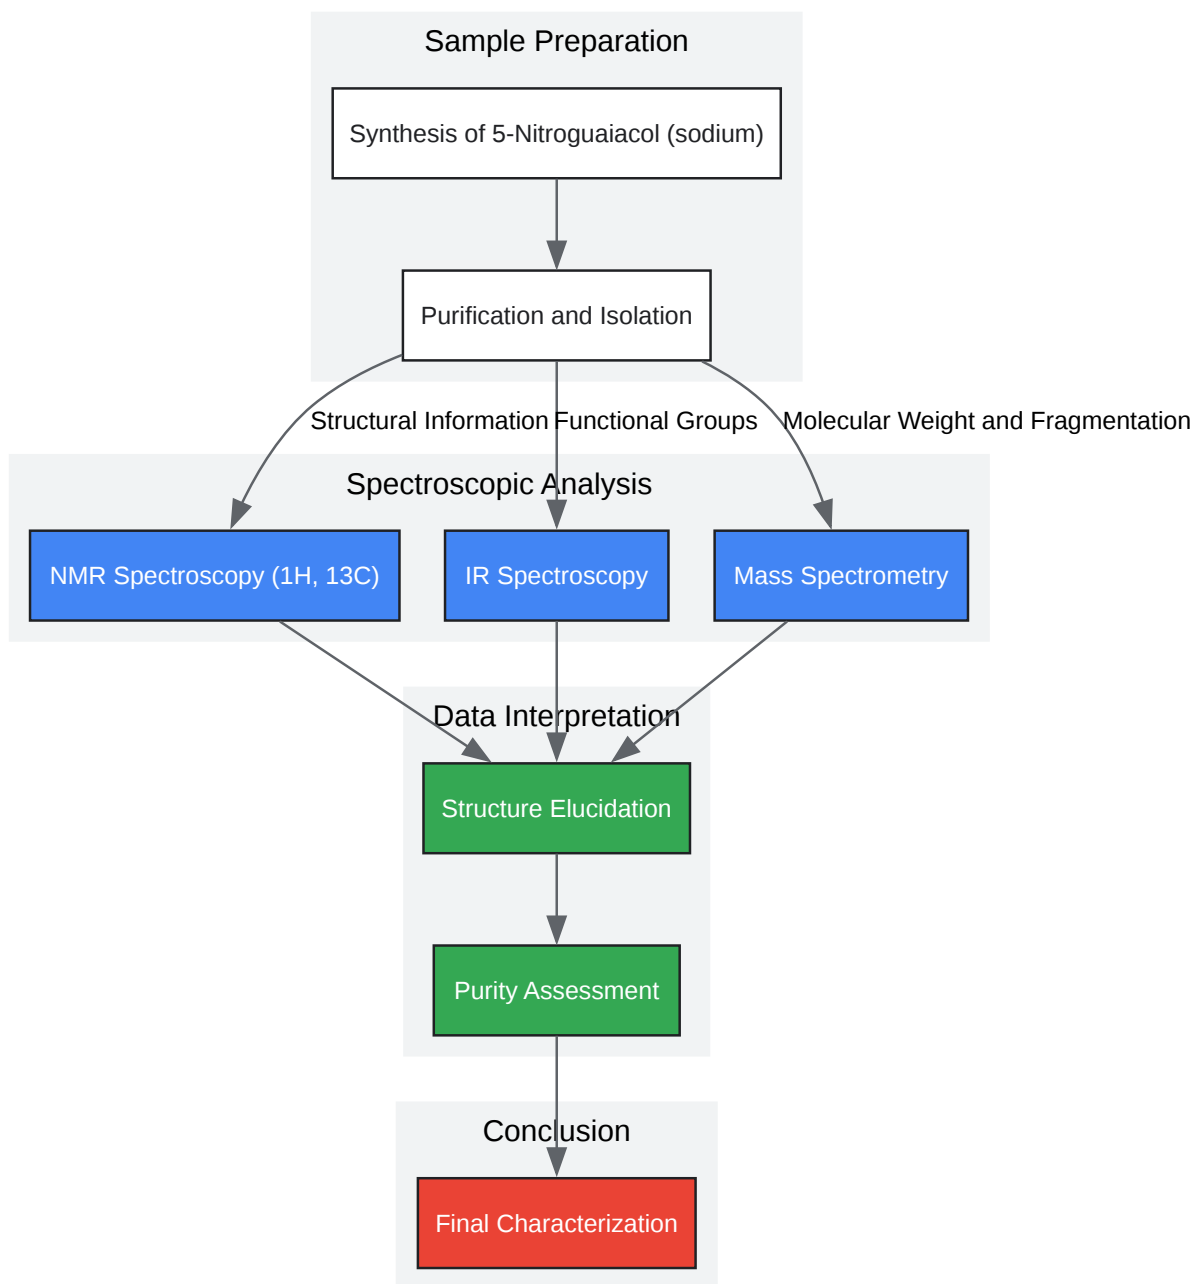 Sample Preparation
Synthesis of 5-Nitroguaiacol (sodium)
Purification and Isolation
Structural Information
Functional Groups
Molecular Weight and Fragmentation
Spectroscopic Analysis
NMR Spectroscopy (1H, 13C)
IR Spectroscopy
Mass Spectrometry
Data Interpretation
Structure Elucidation
Purity Assessment
Conclusion
Final Characterization